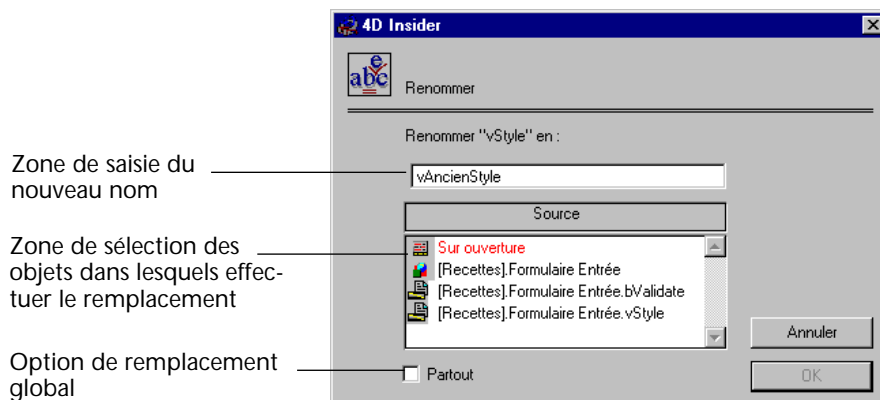 4D Insider
abc
e
Renommer
Renommer "vStyle" en :
Zone de saisie du
nouveau nom
vAncienStyle
Source
Zone de sélection des
objets dans lesquels effec-
tuer le remplacement
Sur ouverture
[Recettes].Formulaire Entrée
[Recettes].Formulaire Entrée.bValidate
[Recettes].Formulaire Entrée.vStyle
Annuler
Option de remplacement
global
Partout
OK